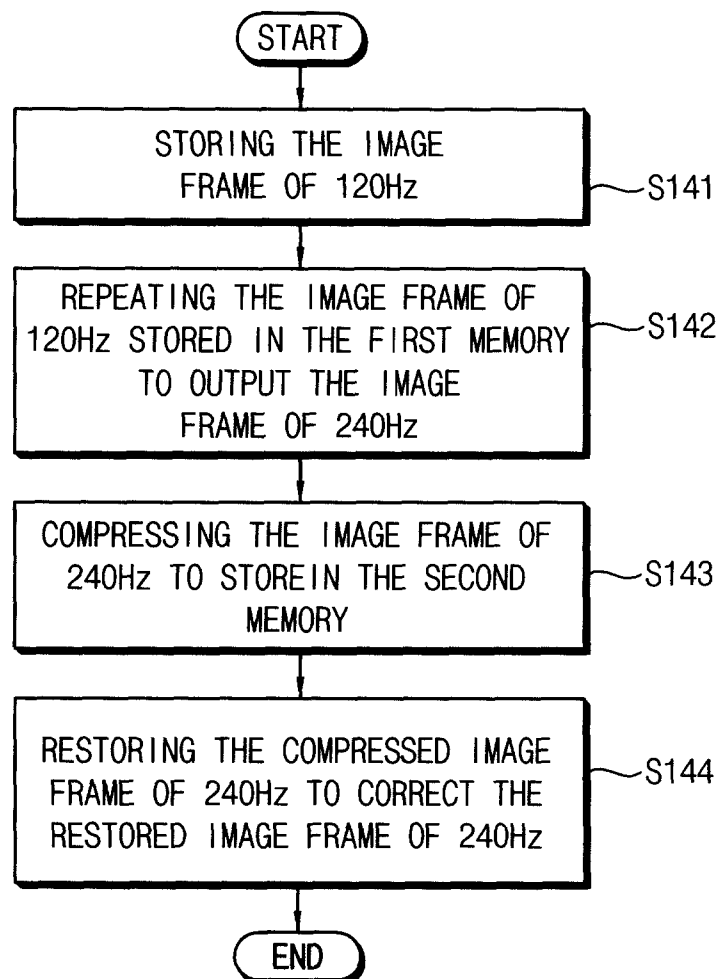 START
STORING THE IMAGE
FRAME OF 120Hz
S141
REPEATING THE IMAGE FRAME OF
120Hz STORED IN THE FIRST MEMORY
TO OUTPUT THE IMAGE
FRAME OF 240Hz
S142
COMPRESSING THE IMAGE FRAME OF
240Hz TO STOREIN THE SECOND
MEMORY
S143
RESTORING THE COMPRESSED IMAGE
FRAME OF 240Hz TO CORRECT THE
RESTORED IMAGE FRAME OF 240Hz
S144
END